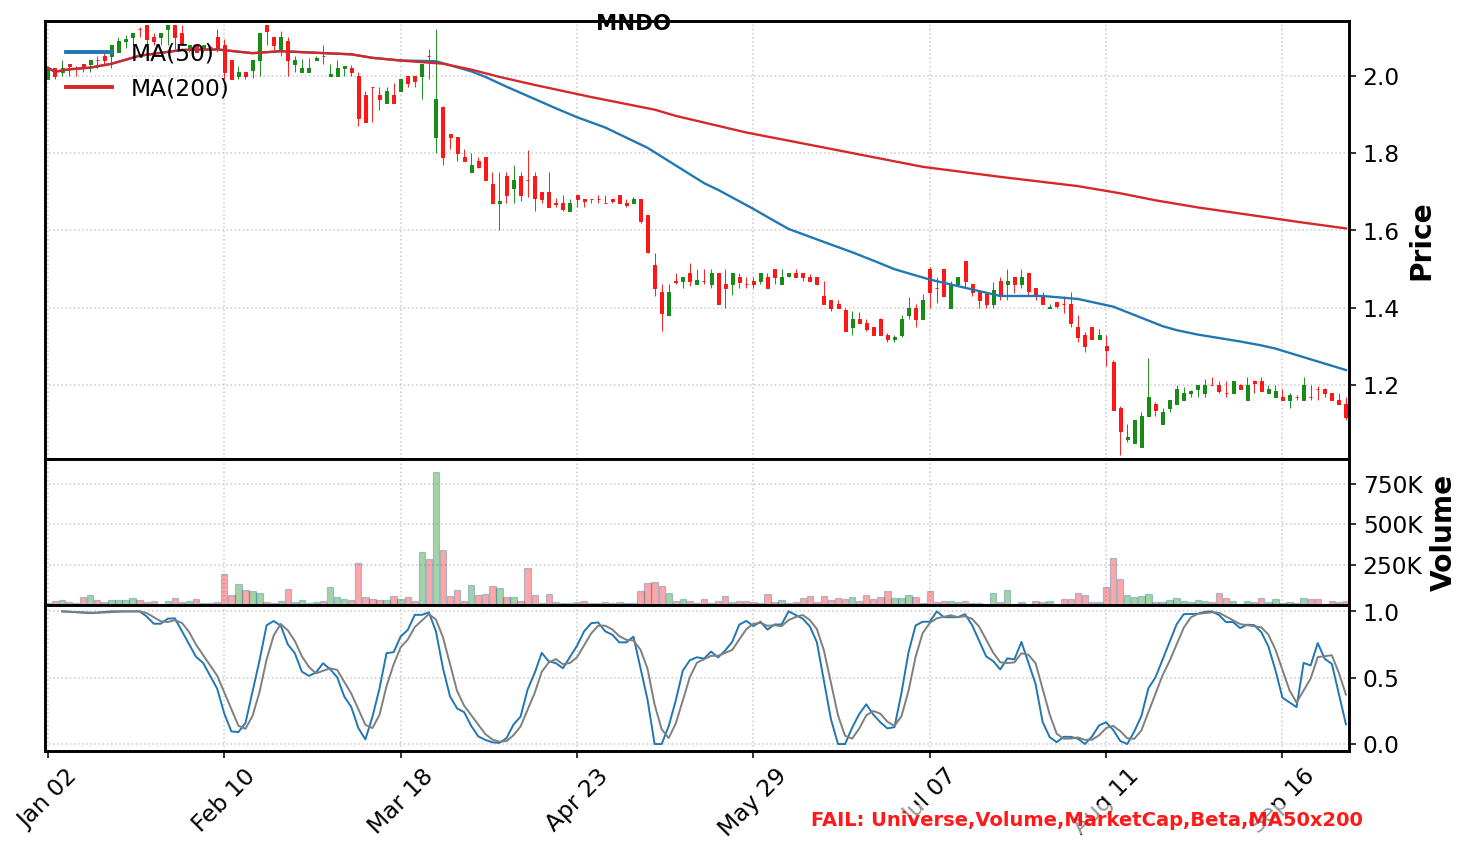 MNDO
MA(50)
MA(200)
2.0
1.8
1.6
1.4
1.2
Price
750K
500K
250K
Volume
1.0
0.5
0.0
Jan 02
Feb 10
Mar 18
Apr 23
May 29
Jul 07
Aug 11
Sep 16
FAIL: Universe,Volume,MarketCap,Beta,MA50x200